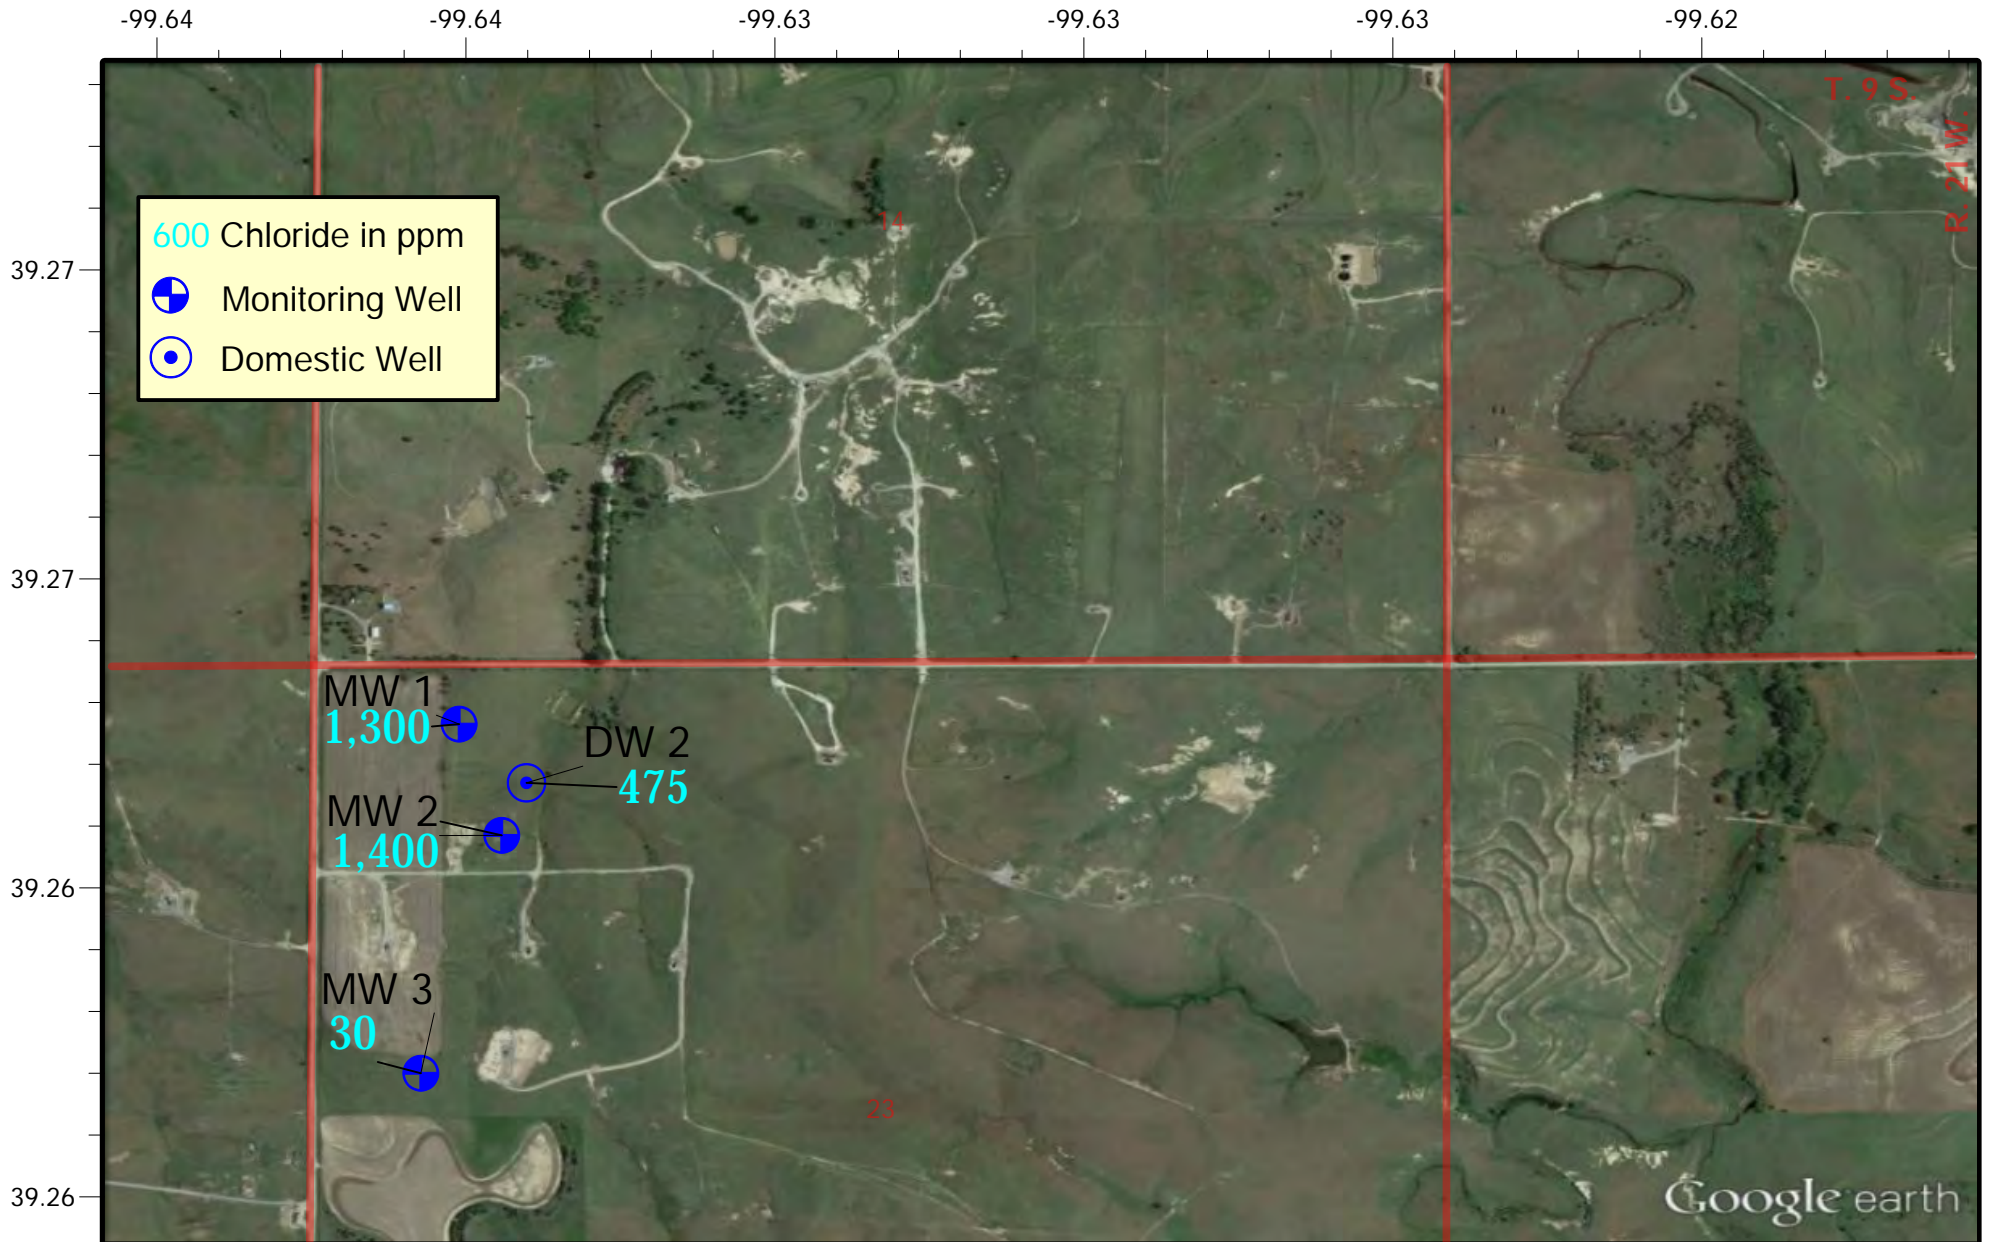 -99.64 -99.64 -99.63 -99.63 -99.63 -99.62
T. 9 S.
R. 21 W.
600 Chloride in ppm
Monitoring Well
Domestic Well
14
39.27
39.27
39.26
39.26
MW 1
1,300
DW 2
475
MW 2
1,400
MW 3
30
23
Google earth